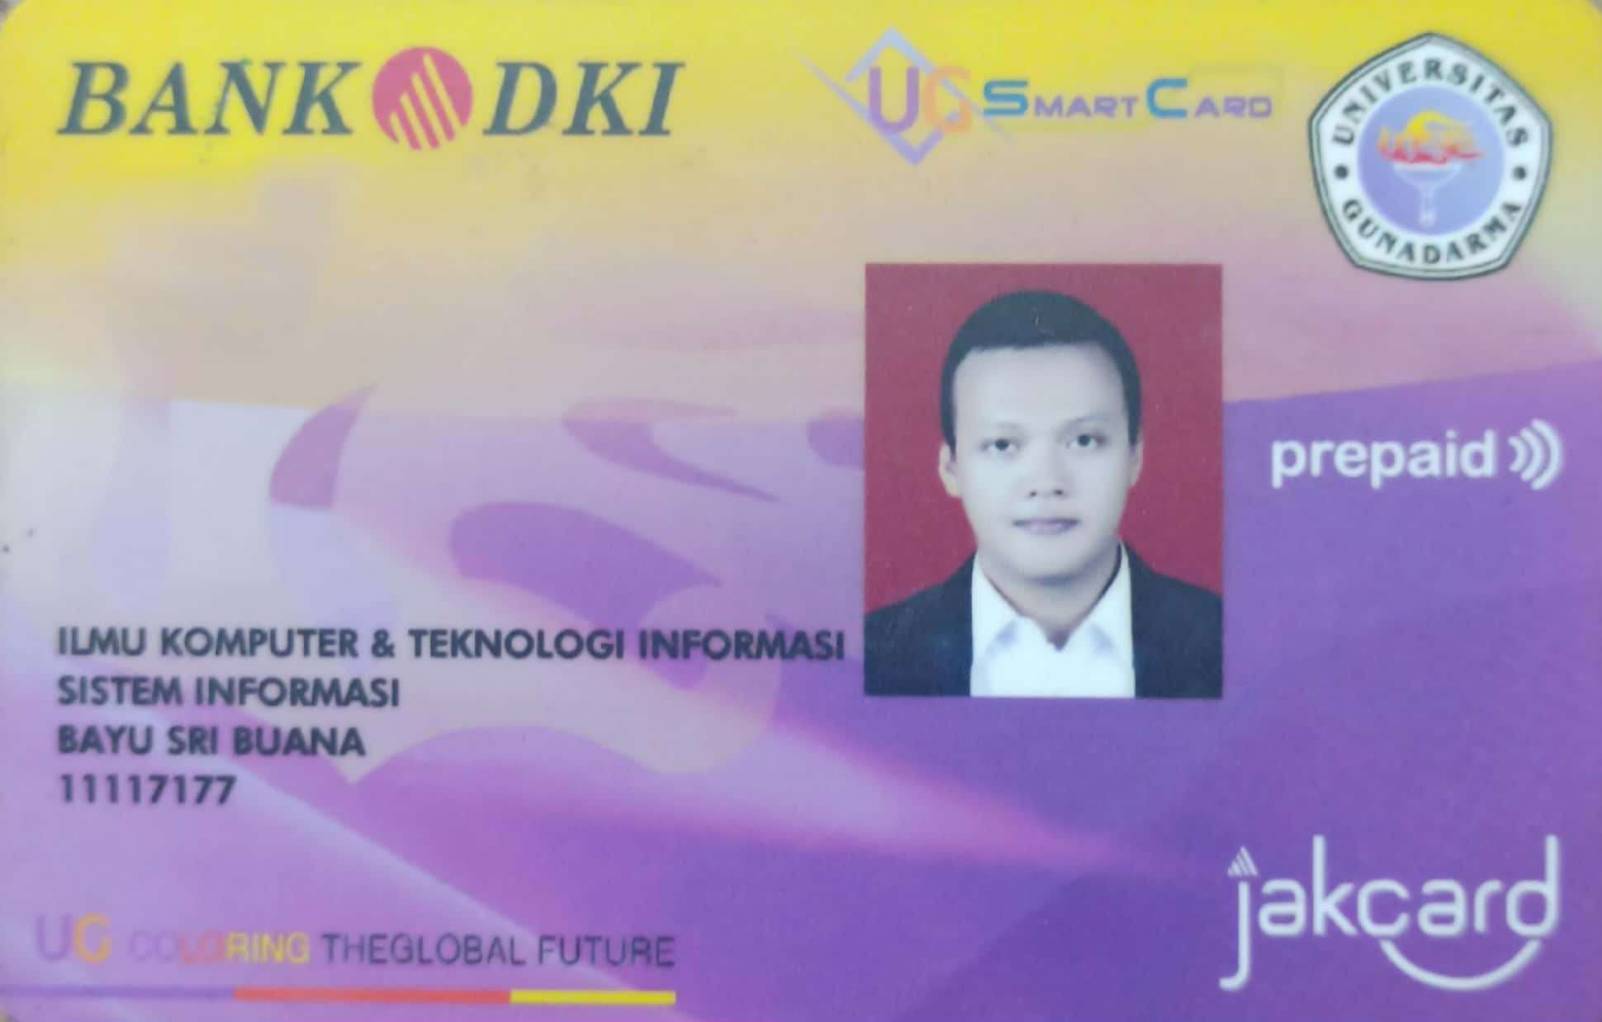 BANK DKI
UG SMART CARD
UNIVERSITAS GUNADARMA
prepaid
ILMU KOMPUTER & TEKNOLOGI INFORMASI
SISTEM INFORMASI
BAYU SRI BUANA
11117177
UG COLORING THEGLOBAL FUTURE
jakcard